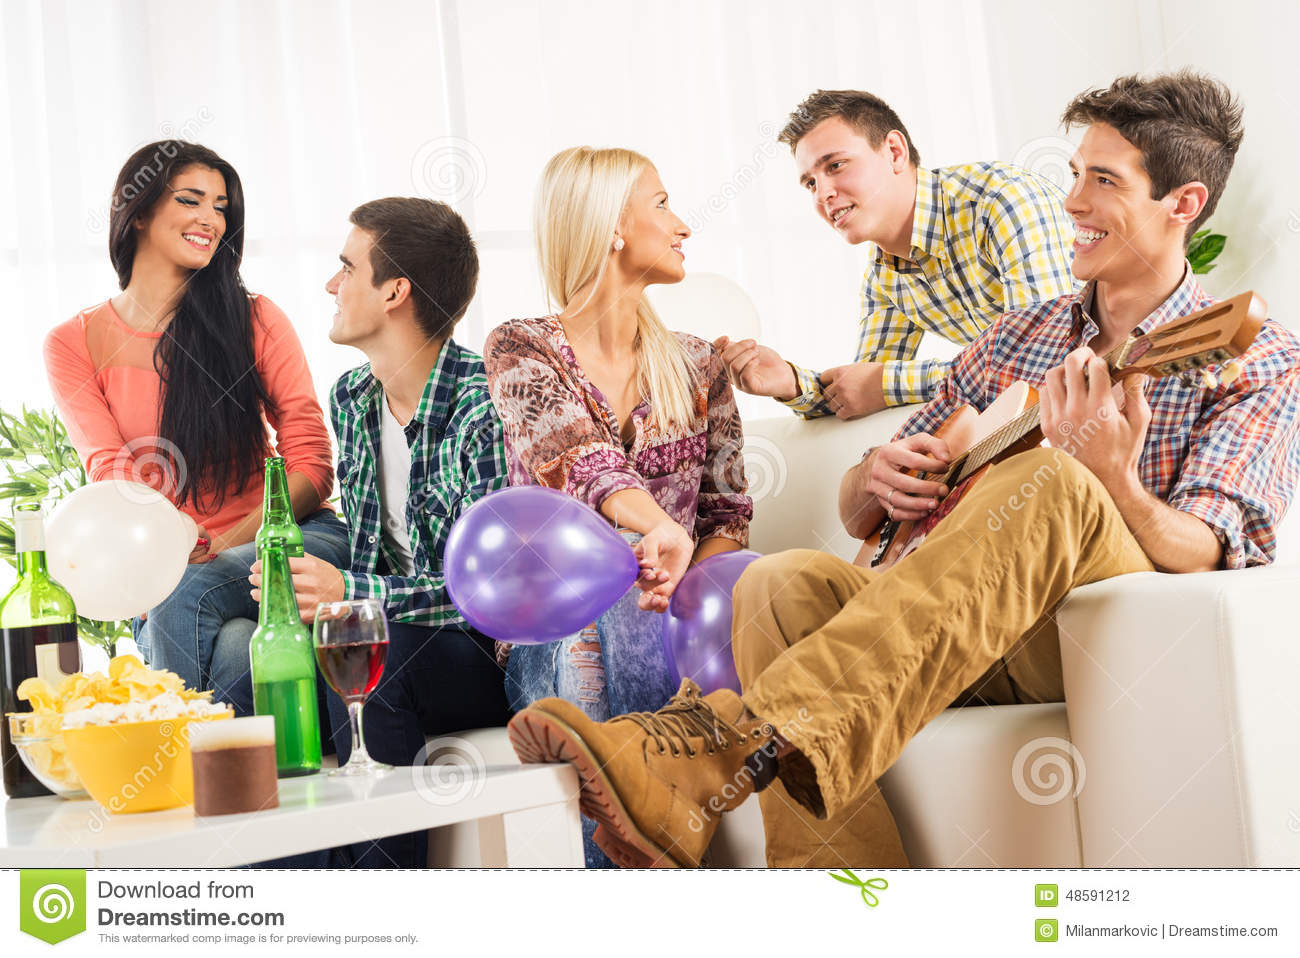 Download from
Dreamstime.com
This watermarked comp image is for previewing purposes only.
ID 48591212
© Milanmarkovic | Dreamstime.com